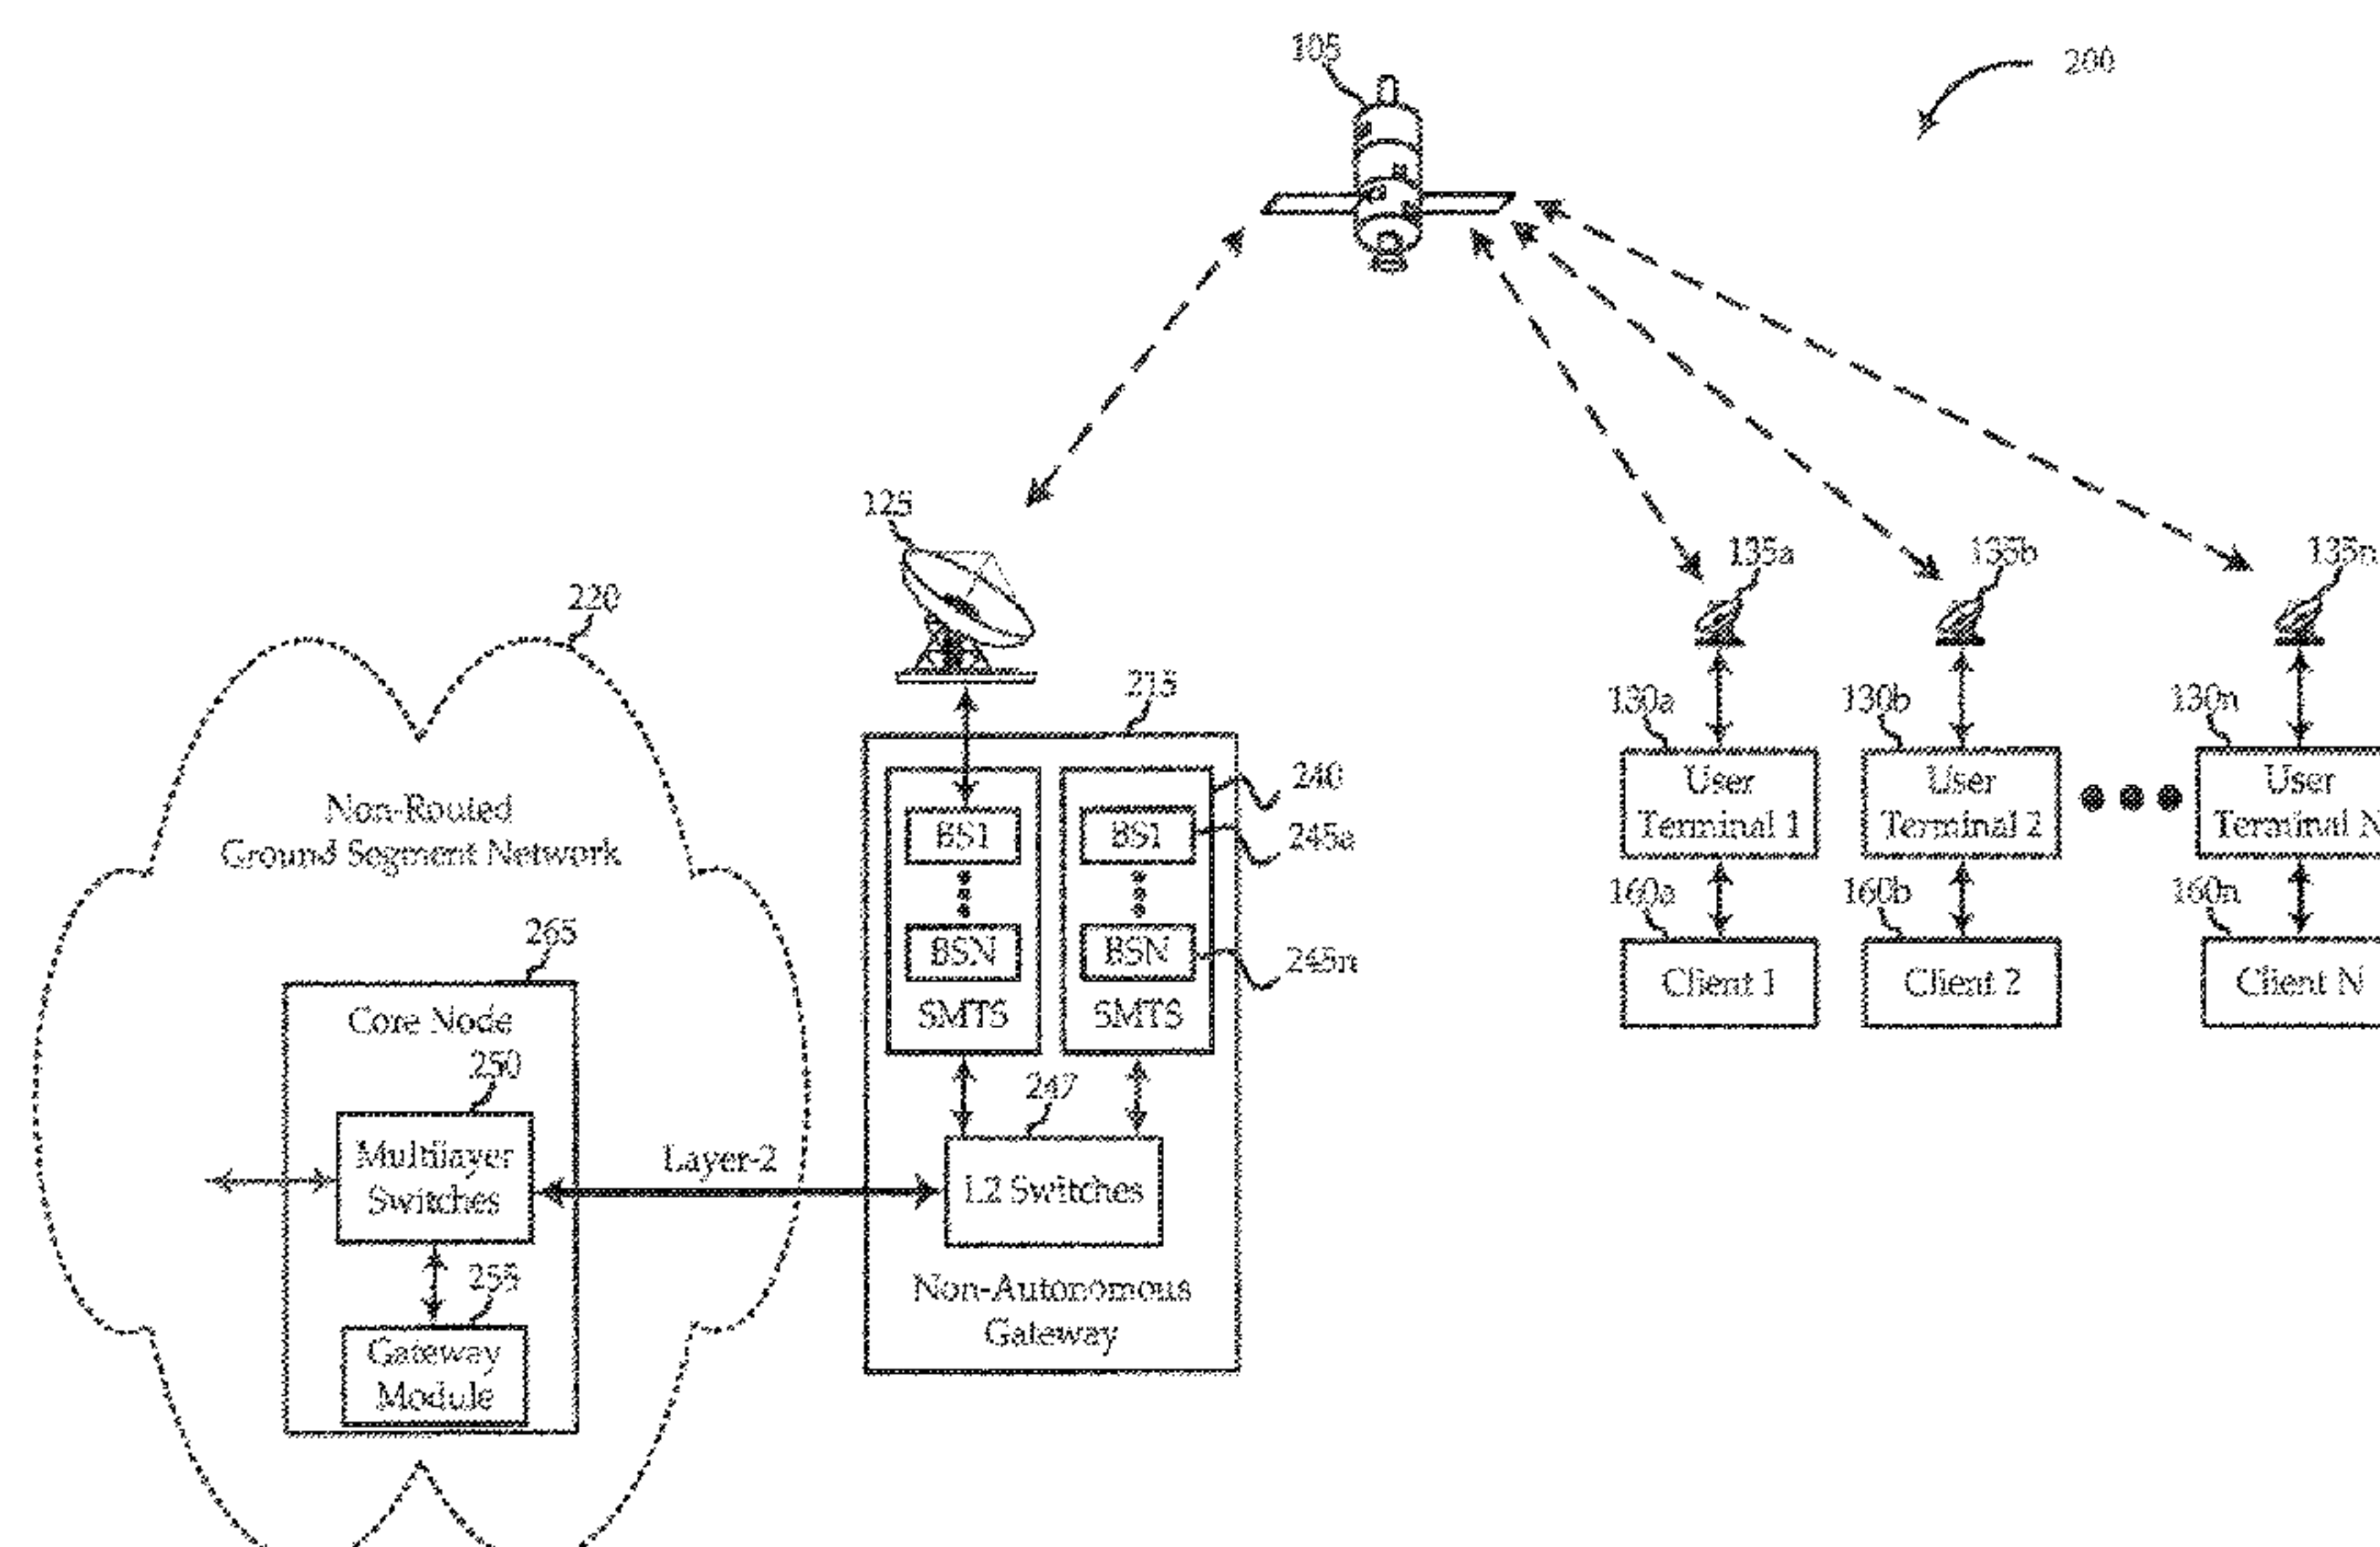 105
200
125
135a
135b
135n
220
215
130a
130b
130n
240
User
Terminal 1
User
Terminal 2
User
Terminal N
Non-Routed
Ground Segment Network
BS1
BS1
245a
160a
160b
160n
265
BSN
BSN
245n
Client 1
Client 2
Client N
Core Node
SMTS
SMTS
250
247
Multilayer
Switches
Layer-2
L2 Switches
255
Non-Autonomous
Gateway
Gateway
Module